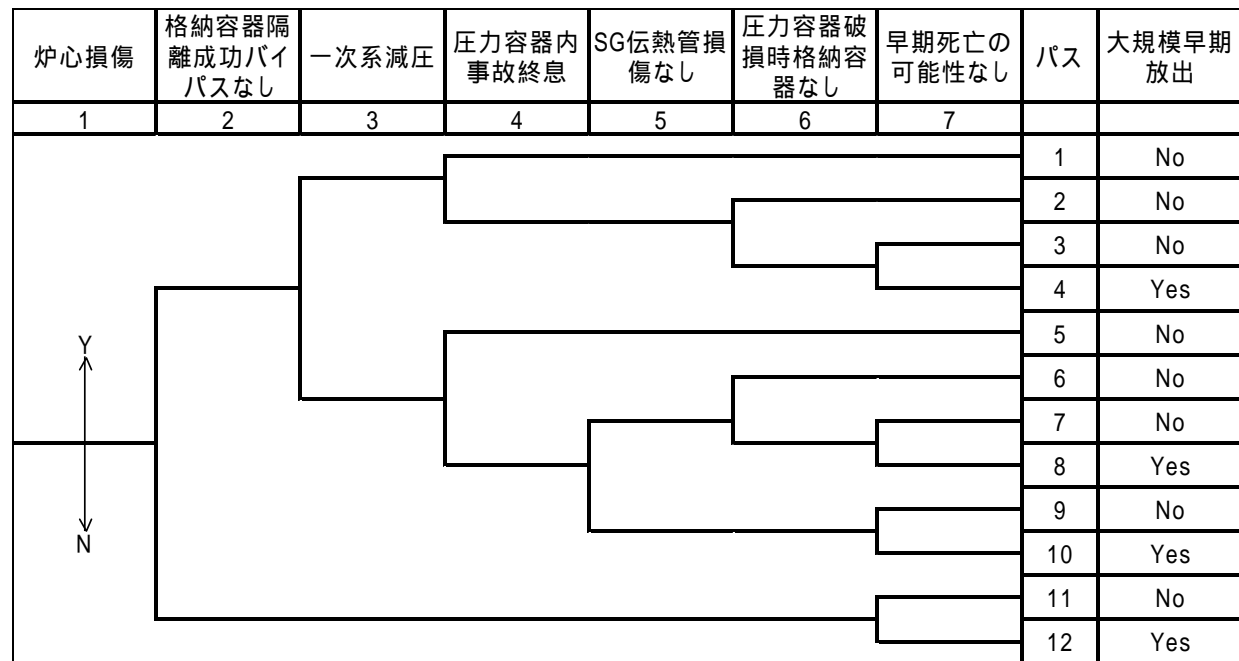 炉心損傷
格納容器隔
離成功バイ
パスなし
一次系減圧
圧力容器内
事故終息
SG伝熱管損
傷なし
圧力容器破
損時格納容
器なし
早期死亡の
可能性なし
パス
大規模早期
放出
1 2 3 4 5 6 7
1 No
2 No
3 No
4 Yes
Y
5 No
6 No
7 No
8 Yes
9 No
N
10 Yes
11 No
12 Yes